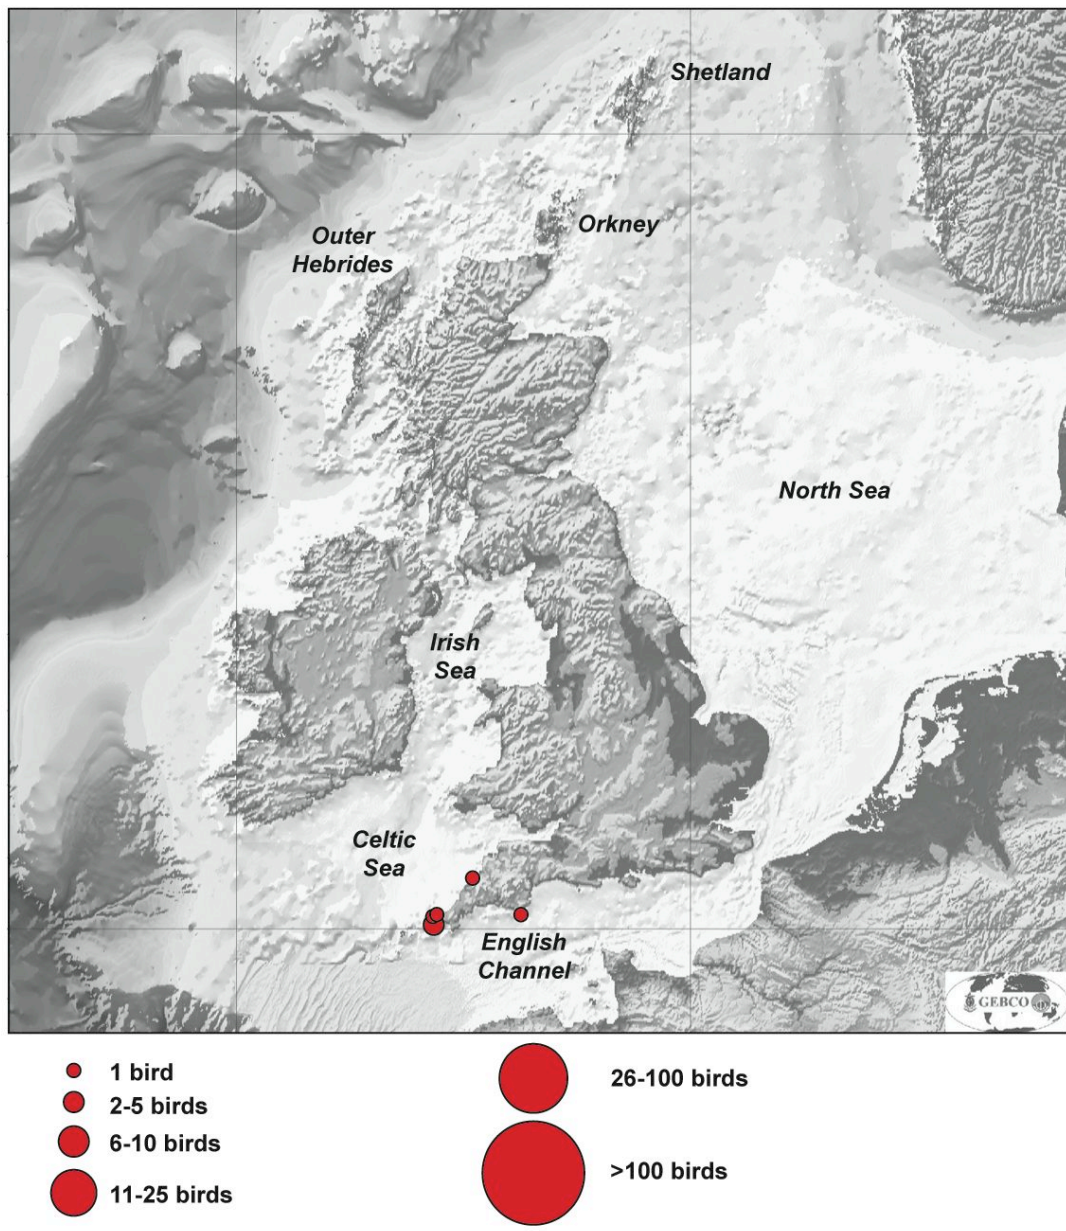 Shetland
Orkney
Outer
Hebrides
North Sea
Irish
Sea
Celtic
Sea
English
Channel
GEBCO
1 bird
2-5 birds
6-10 birds
11-25 birds
26-100 birds
>100 birds